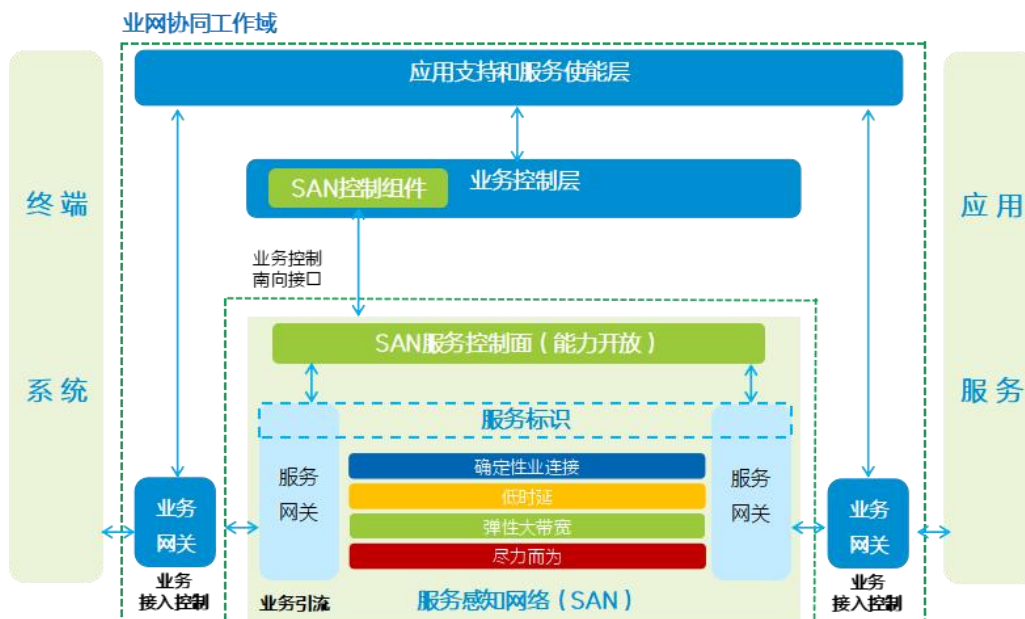 业网协同工作域
应用支持和服务使能层
终端
系统
应用
服务
SAN控制组件
业务控制层
业务控制
南向接口
SAN服务控制面（能力开放）
服务标识
服务
网关
确定性业连接
低时延
弹性大带宽
尽力而为
服务
网关
业务
网关
业务
网关
业务
接入控制
业务引流
服务感知网络（SAN）
业务
接入控制